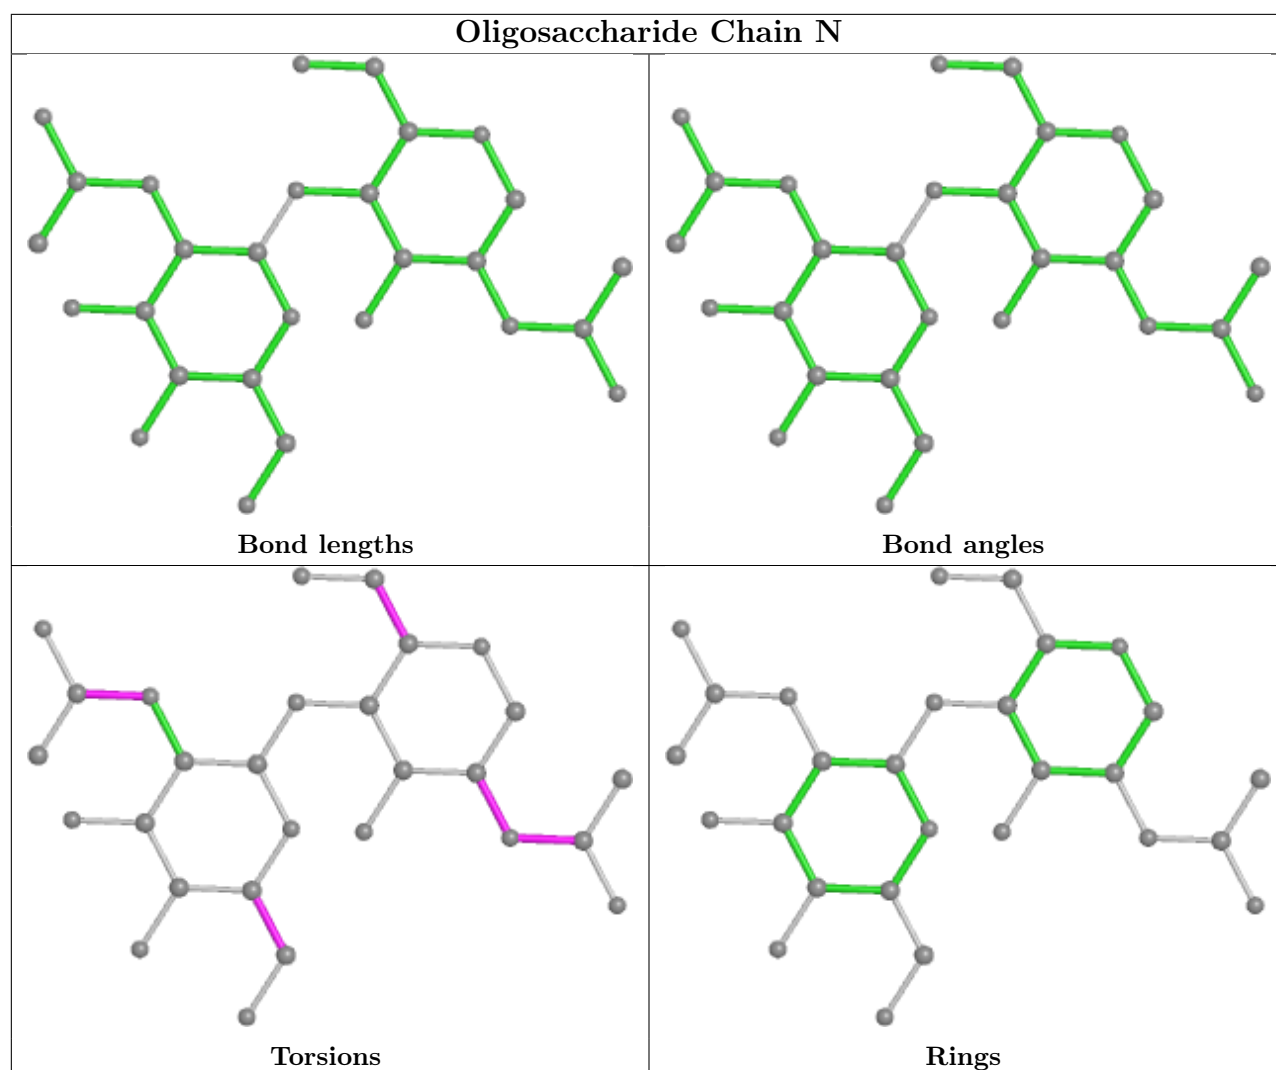 Oligosaccharide Chain N
Bond lengths
Bond angles
Torsions
Rings